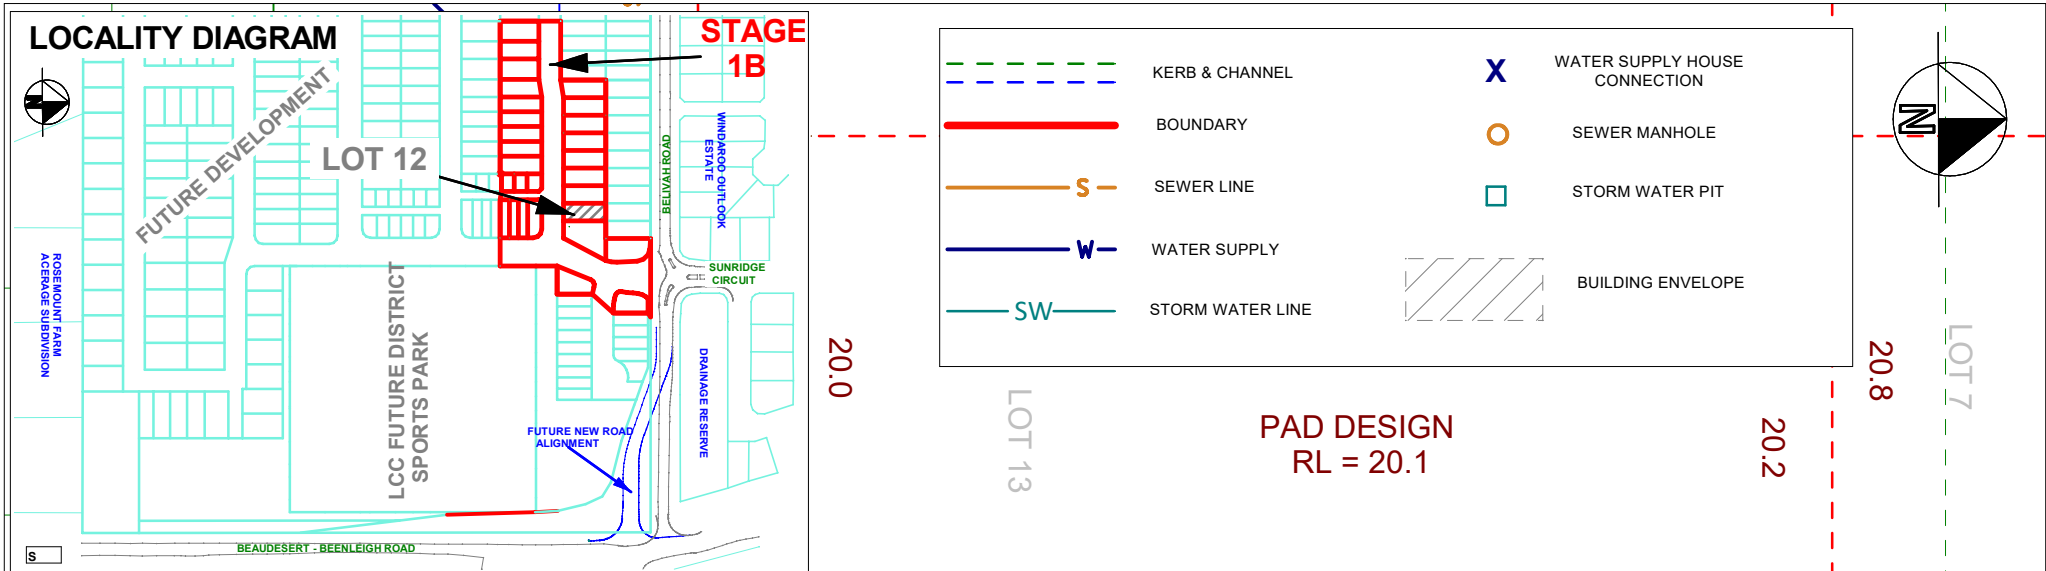 LOCALITY DIAGRAM
STAGE
1B
N
FUTURE DEVELOPMENT
LOT 12
BELIVAH ROAD
WINDAROO OUTLOOK
ESTATE
ROSEMOUNT FARM
ACERAGE SUBDIVISION
LCC FUTURE DISTRICT
SPORTS PARK
SUNRIDGE
CIRCUIT
DRAINAGE RESERVE
FUTURE NEW ROAD
ALIGNMENT
BEAUDESERT - BEENLEIGH ROAD
S
KERB & CHANNEL
BOUNDARY
S
SEWER LINE
W
WATER SUPPLY
SW
STORM WATER LINE
X
WATER SUPPLY HOUSE
CONNECTION
SEWER MANHOLE
STORM WATER PIT
BUILDING ENVELOPE
N
20.0
LOT 13
PAD DESIGN
RL = 20.1
20.2
20.8
LOT 7